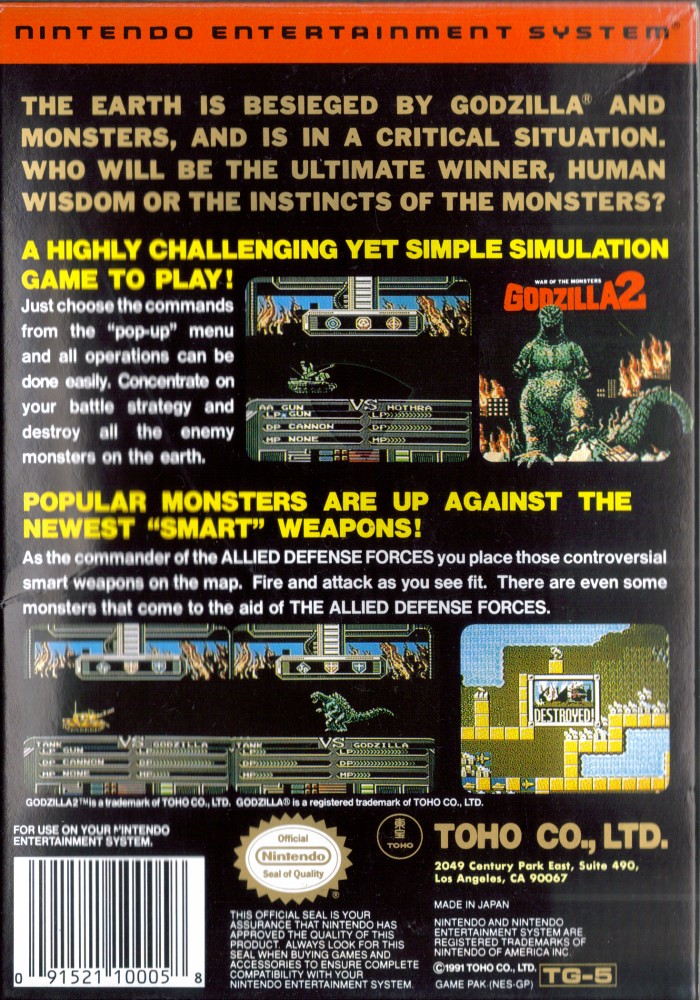 NINTENDO ENTERTAINMENT SYSTEM®
THE EARTH IS BESIEGED BY GODZILLA® AND
MONSTERS, AND IS IN A CRITICAL SITUATION.
WHO WILL BE THE ULTIMATE WINNER, HUMAN
WISDOM OR THE INSTINCTS OF THE MONSTERS?
A HIGHLY CHALLENGING YET SIMPLE SIMULATION
GAME TO PLAY!
Just choose the commands
from the "pop-up" menu
and all operations can be
done easily. Concentrate on
your battle strategy and
destroy all the enemy
monsters on the earth.
AA GUN VS MOTHRA
LP GUN LP
DP CANNON DP
MP NONE MP
WAR OF THE MONSTERS
GODZILLA 2
POPULAR MONSTERS ARE UP AGAINST THE
NEWEST "SMART" WEAPONS!
As the commander of the ALLIED DEFENSE FORCES you place those controversial
smart weapons on the map. Fire and attack as you see fit. There are even some
monsters that come to the aid of THE ALLIED DEFENSE FORCES.
TANK VS GODZILLA
GUN LP
DP CANNON DP
MP NONE MP
TANK VS GODZILLA
LP LP
DP DP
MP MP
DESTROYED!
GODZILLA2™ is a trademark of TOHO CO., LTD. GODZILLA® is a registered trademark of TOHO CO., LTD.
FOR USE ON YOUR NINTENDO
ENTERTAINMENT SYSTEM.
0 91521 10005 8
Official
Nintendo
Seal of Quality
®
THIS OFFICIAL SEAL IS YOUR
ASSURANCE THAT NINTENDO HAS
APPROVED THE QUALITY OF THIS
PRODUCT. ALWAYS LOOK FOR THIS
SEAL WHEN BUYING GAMES AND
ACCESSORIES TO ENSURE COMPLETE
COMPATIBILITY WITH YOUR
NINTENDO ENTERTAINMENT SYSTEM.
東宝
TOHO
TOHO CO., LTD.
2049 Century Park East, Suite 490,
Los Angeles, CA 90067
MADE IN JAPAN
NINTENDO AND NINTENDO
ENTERTAINMENT SYSTEM ARE
REGISTERED TRADEMARKS OF
NINTENDO OF AMERICA INC.
©1991 TOHO CO., LTD.
GAME PAK (NES-GP)
TG-5